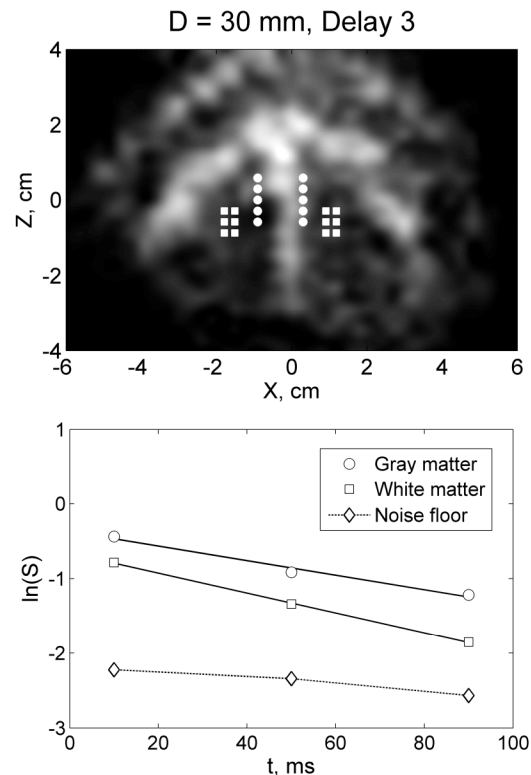 D = 30 mm, Delay 3
4
2
0
-2
-4
Z, cm
-6
-4
-2
0
2
4
6
X, cm
1
0
-1
-2
-3
ln(S)
Gray matter
White matter
Noise floor
0
20
40
60
80
100
t, ms